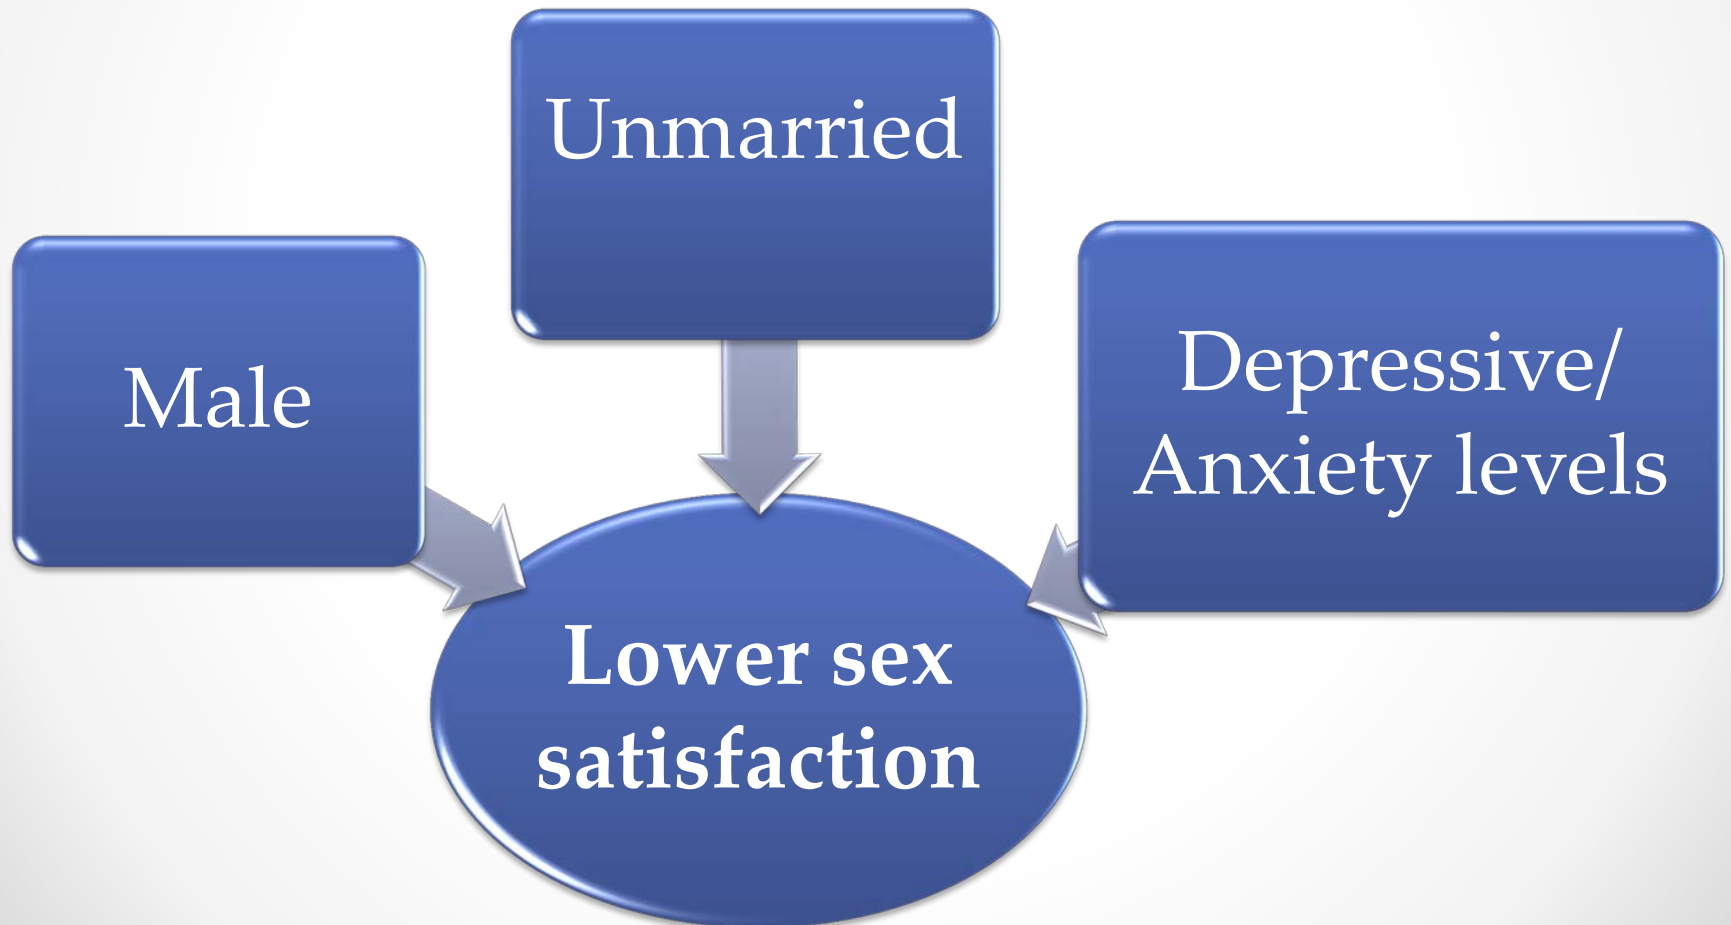 Unmarried
Male
Depressive/
Anxiety levels
Lower sex
satisfaction